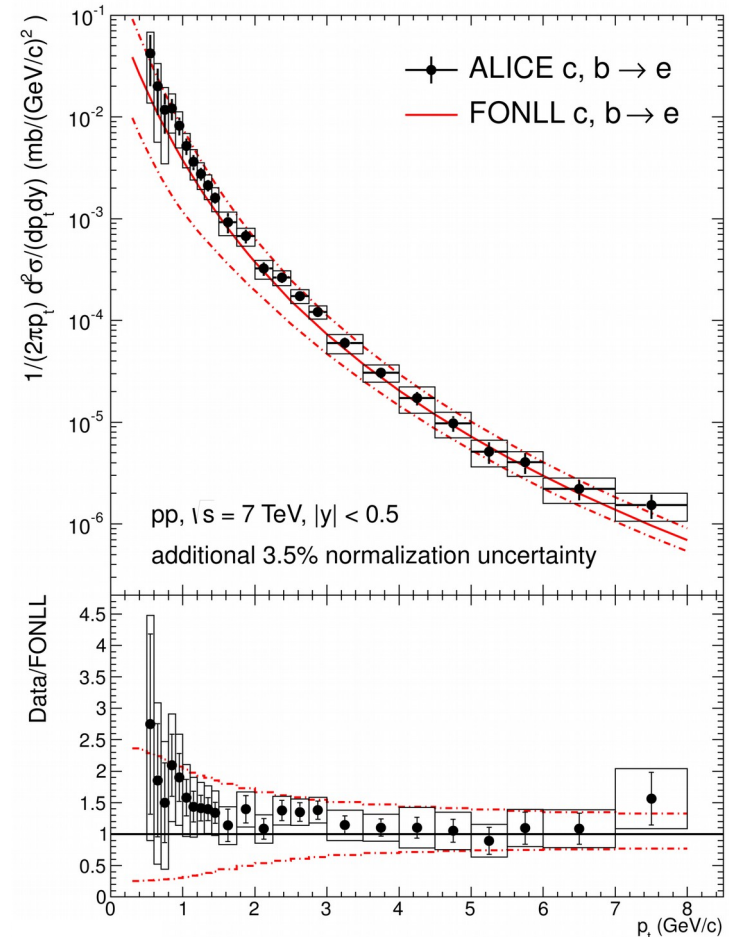 1/(2πp_t) d²σ/(dp_tdy) (mb/(GeV/c)²)
10⁻¹
10⁻²
10⁻³
10⁻⁴
10⁻⁵
10⁻⁶
ALICE c, b → e
FONLL c, b → e
pp, √s = 7 TeV, |y| < 0.5
additional 3.5% normalization uncertainty
Data/FONLL
4.5
4
3.5
3
2.5
2
1.5
1
0.5
0
0 1 2 3 4 5 6 7 8
p_t (GeV/c)